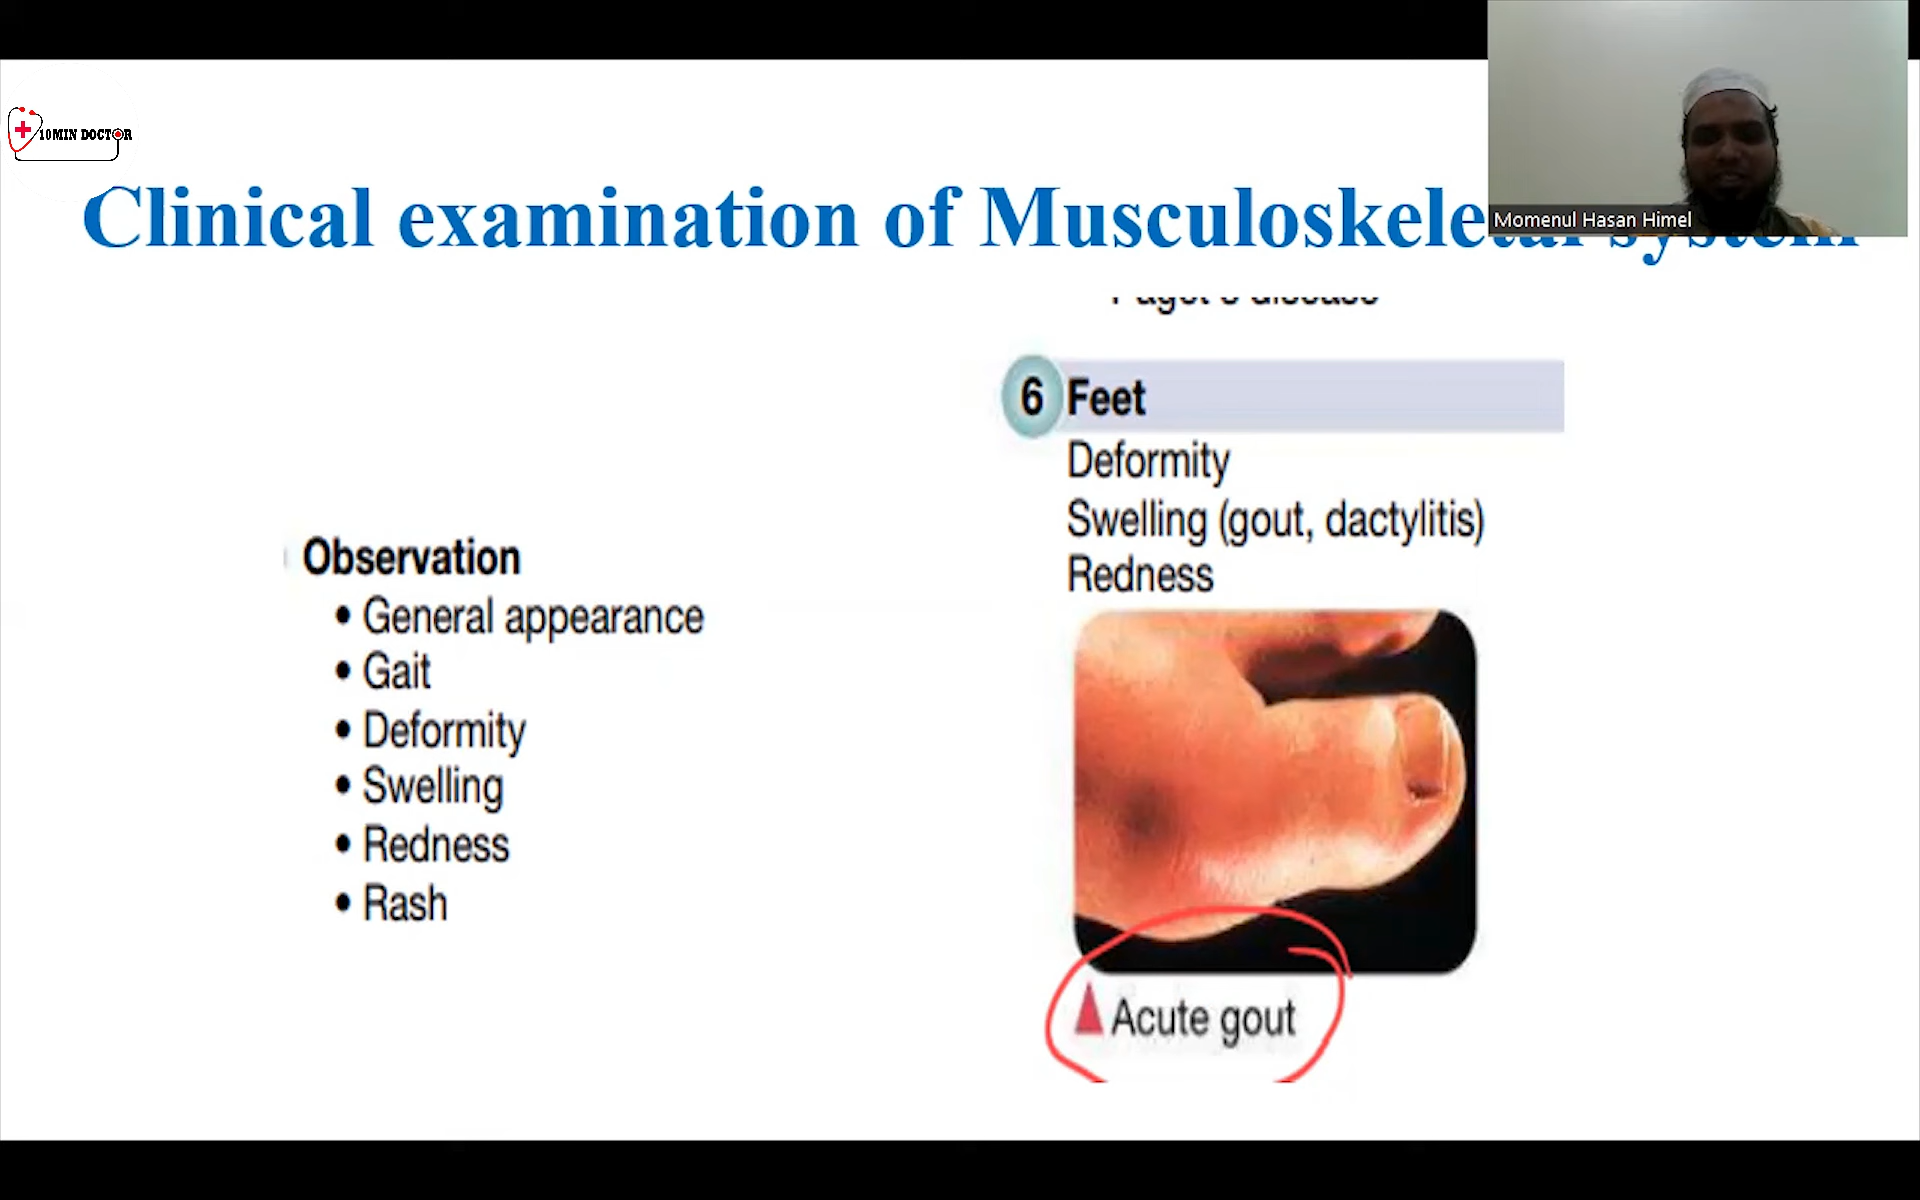 10MIN DOCTOR
Momenul Hasan Himel
Clinical examination of Musculoskeletal system
Paget's disease
6 Feet
Deformity
Swelling (gout, dactylitis)
Redness
Acute gout
Observation
• General appearance
• Gait
• Deformity
• Swelling
• Redness
• Rash